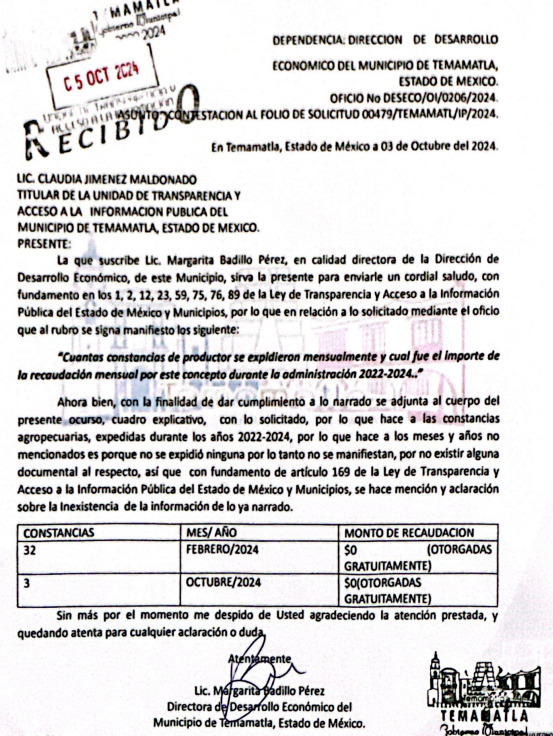 TEMAMATLA
Gobierno Municipal
2022 2024
DEPENDENCIA: DIRECCION DE DESARROLLO
05 OCT 2024
ECONOMICO DEL MUNICIPIO DE TEMAMATLA,
ESTADO DE MEXICO.
OFICIO No DESECO/OI/0206/2024.
ACCESO A LA INFORMACION
RECIBIDO
ASUNTO: CONTESTACION AL FOLIO DE SOLICITUD 00479/TEMAMATL/IP/2024.
En Temamatla, Estado de México a 03 de Octubre del 2024.
LIC. CLAUDIA JIMENEZ MALDONADO
TITULAR DE LA UNIDAD DE TRANSPARENCIA Y
ACCESO A LA INFORMACION PUBLICA DEL
MUNICIPIO DE TEMAMATLA, ESTADO DE MEXICO.
PRESENTE:
La que suscribe Lic. Margarita Badillo Pérez, en calidad directora de la Dirección de
Desarrollo Económico, de este Municipio, sirva la presente para enviarle un cordial saludo, con
fundamento en los 1, 2, 12, 23, 59, 75, 76, 89 de la Ley de Transparencia y Acceso a la Información
Pública del Estado de México y Municipios, por lo que en relación a lo solicitado mediante el oficio
que al rubro se signa manifiesto los siguiente:
"Cuantas constancias de productor se expidieron mensualmente y cual fue el importe de
la recaudación mensual por este concepto durante la administración 2022-2024.."
Ahora bien, con la finalidad de dar cumplimiento a lo narrado se adjunta al cuerpo del
presente ocurso, cuadro explicativo, con lo solicitado, por lo que hace a las constancias
agropecuarias, expedidas durante los años 2022-2024, por lo que hace a los meses y años no
mencionados es porque no se expidió ninguna por lo tanto no se manifiestan, por no existir alguna
documental al respecto, así que con fundamento de artículo 169 de la Ley de Transparencia y
Acceso a la Información Pública del Estado de México y Municipios, se hace mención y aclaración
sobre la Inexistencia de la información de lo ya narrado.
CONSTANCIAS MES/ AÑO MONTO DE RECAUDACION
32 FEBRERO/2024 $0 (OTORGADAS
GRATUITAMENTE)
3 OCTUBRE/2024 $0(OTORGADAS
GRATUITAMENTE)
Sin más por el momento me despido de Usted agradeciendo la atención prestada, y
quedando atenta para cualquier aclaración o duda.
Atentamente
Lic. Margarita Badillo Pérez
Directora de Desarrollo Económico del
Municipio de Temamatla, Estado de México.
TEMAMATLA
Gobierno Municipal